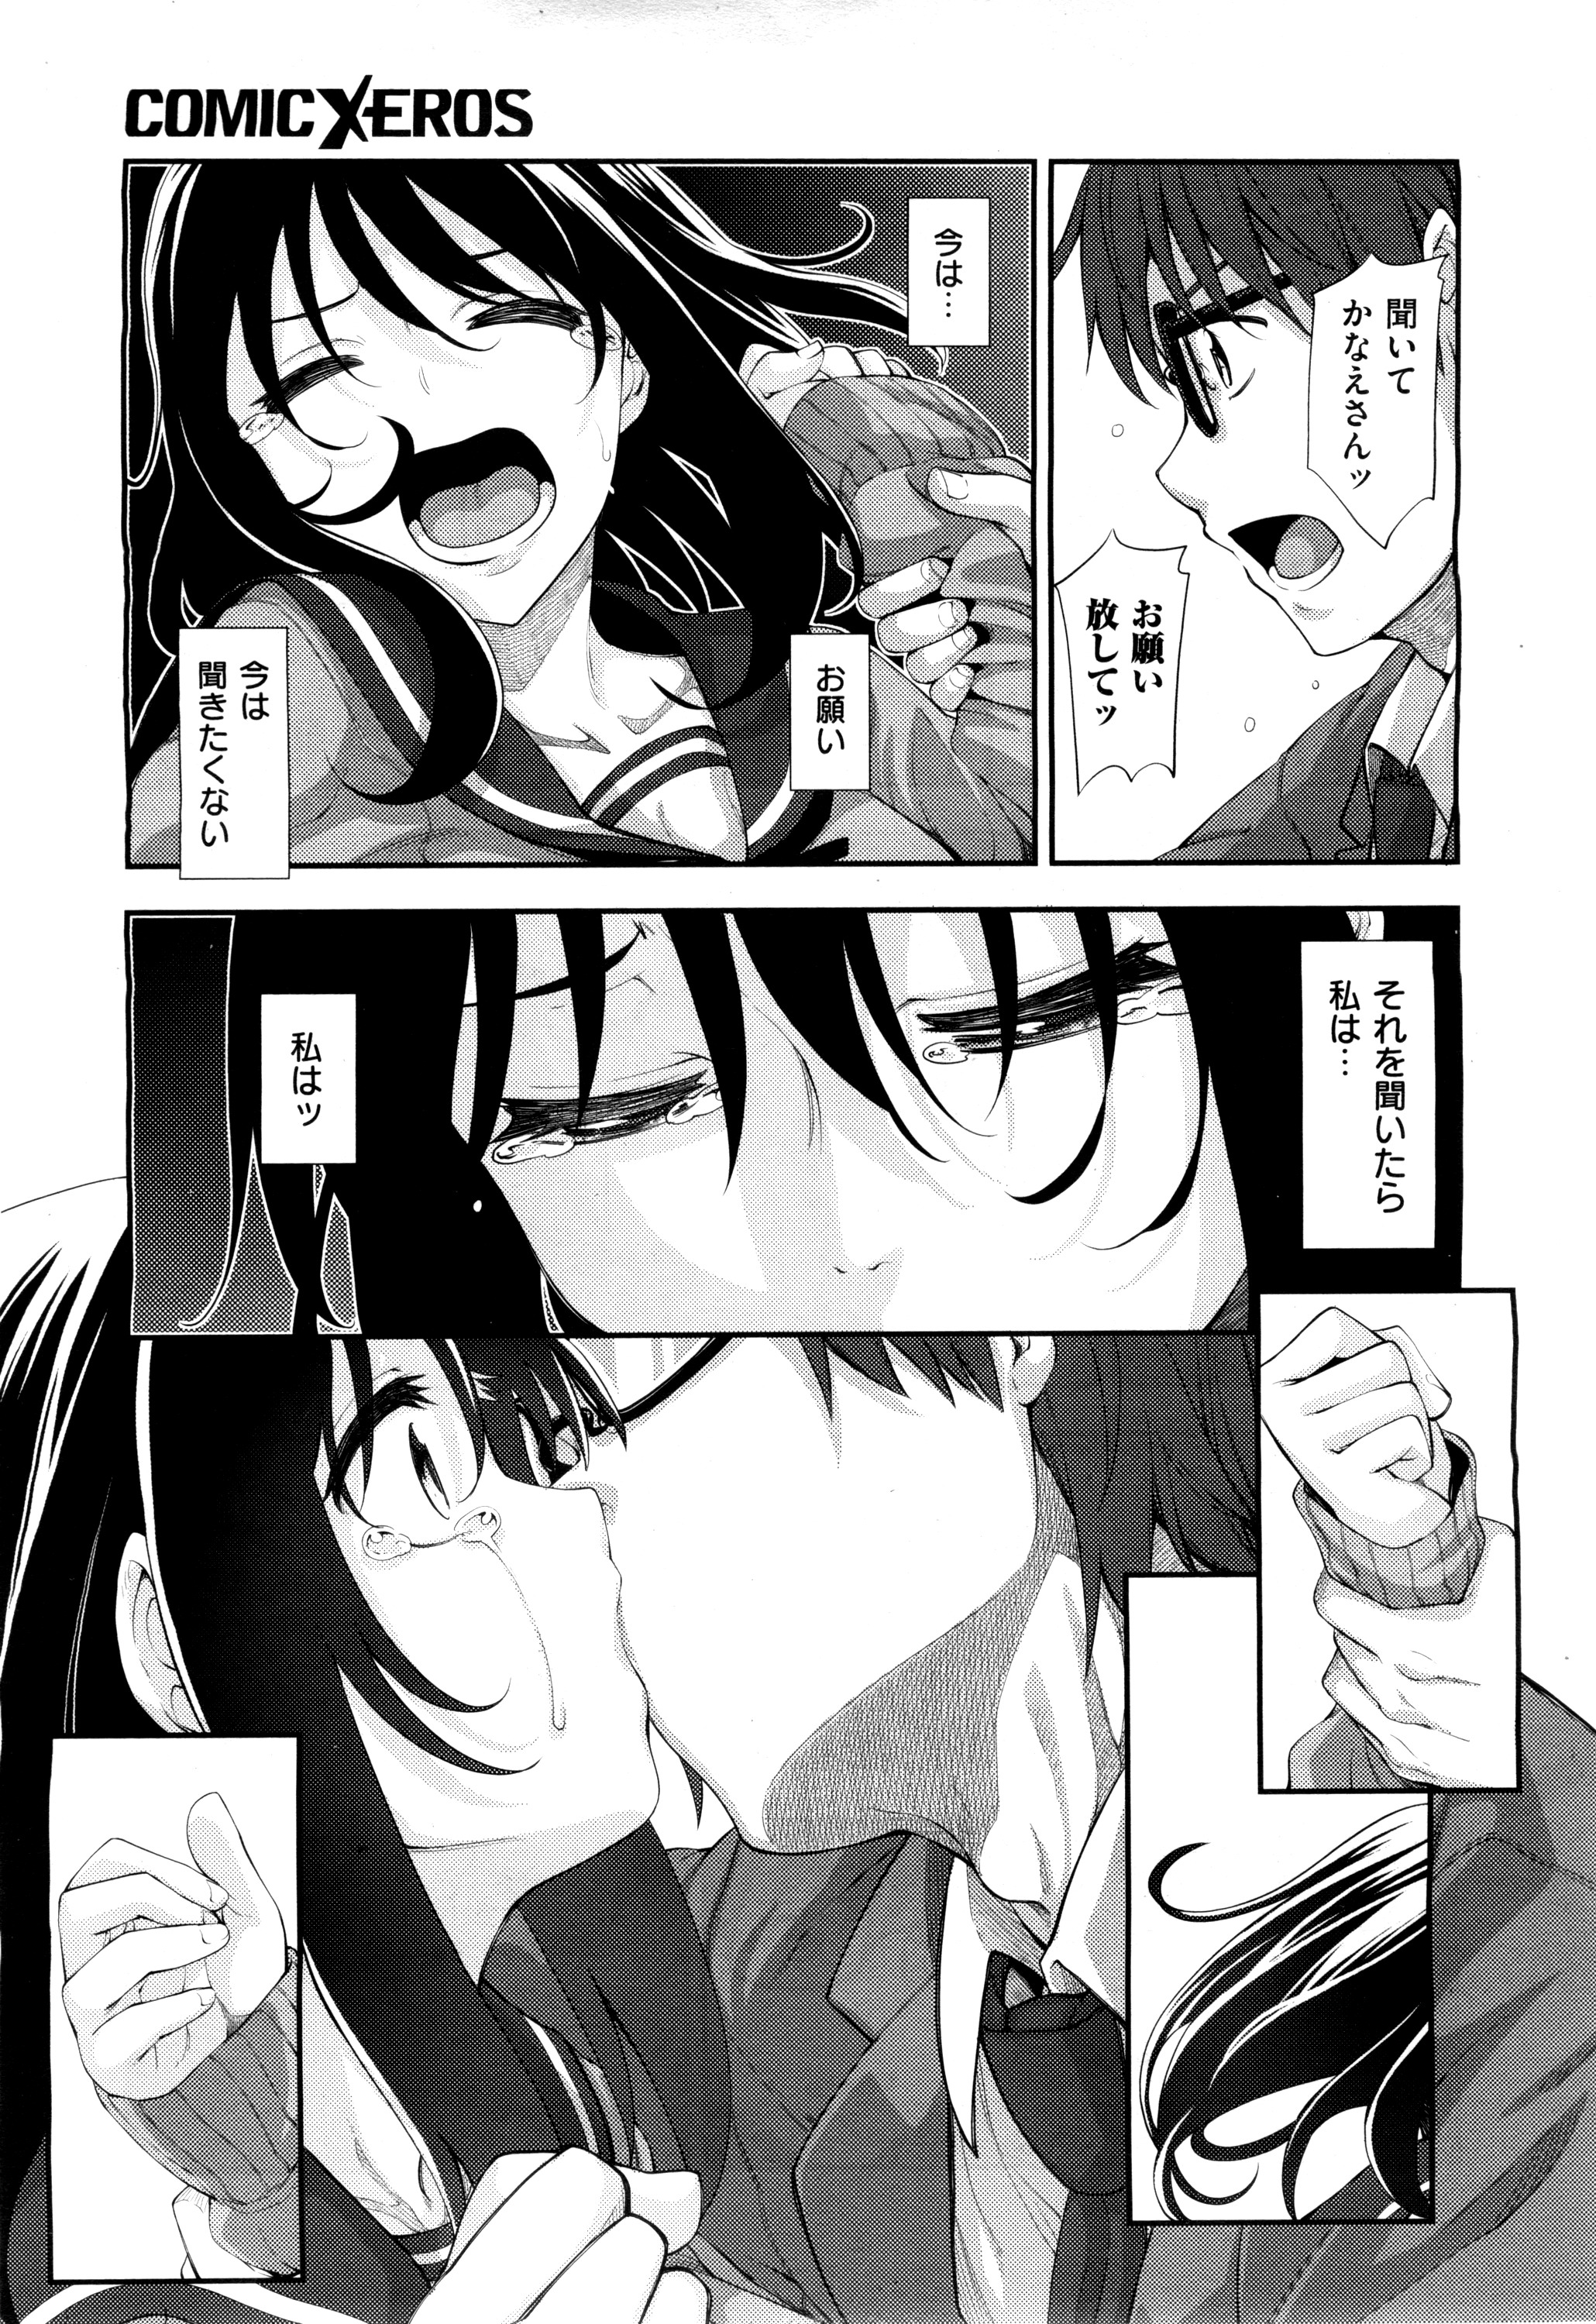 COMIC XEROS
聞いて
かなえさんッ
お願い
放してッ
今は…
お願い
今は
聞きたくない
それを聞いたら
私は…
私はッ